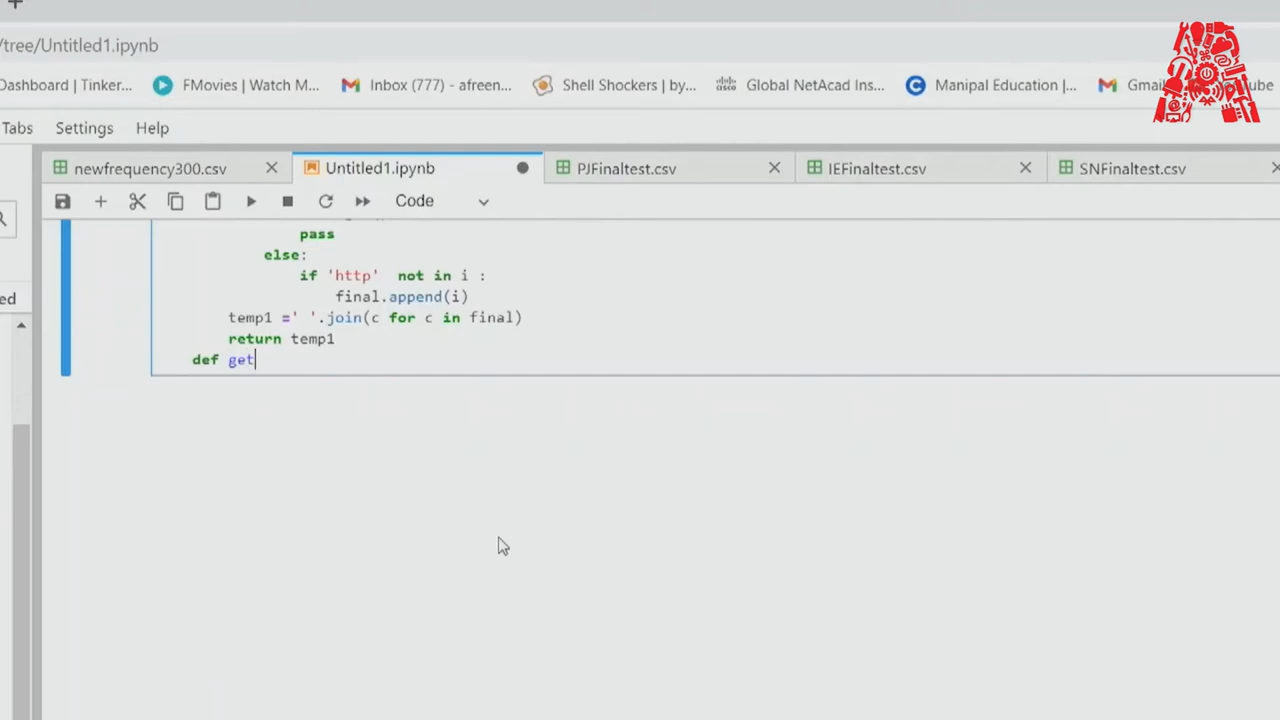 /tree/Untitled1.ipynb
Dashboard | Tinker... FMovies | Watch M... Inbox (777) - afreen... Shell Shockers | by... Global NetAcad Ins... Manipal Education |... Gmai
Tabs Settings Help
newfrequency300.csv Untitled1.ipynb PJFinaltest.csv IEFinaltest.csv SNFinaltest.csv
Code
pass
else:
if 'http' not in i :
final.append(i)
temp1 =' '.join(c for c in final)
return temp1
def get